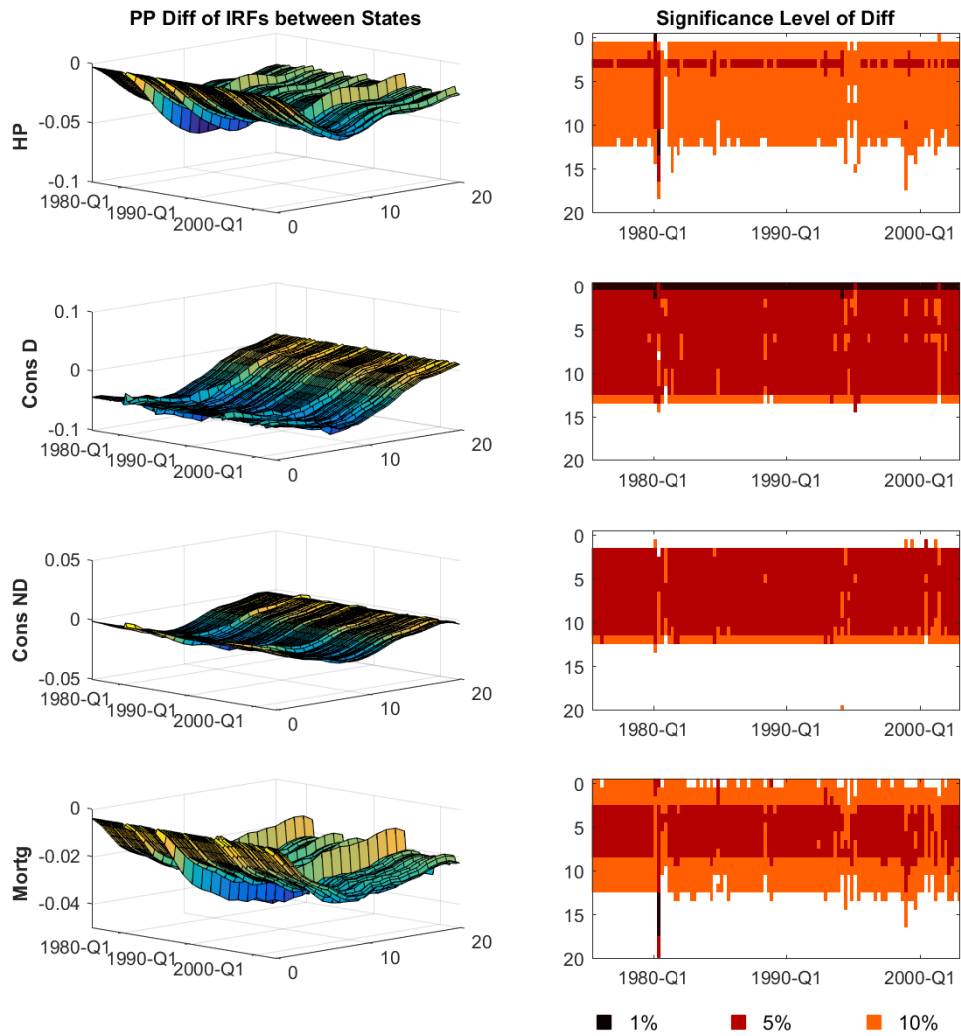 PP Diff of IRFs between States
Significance Level of Diff
HP
0
-0.05
-0.1
1980-Q1
1990-Q1
2000-Q1
0
10
20
0
5
10
15
20
1980-Q1
1990-Q1
2000-Q1
Cons D
0.1
0
-0.1
1980-Q1
1990-Q1
2000-Q1
0
10
20
0
5
10
15
20
1980-Q1
1990-Q1
2000-Q1
Cons ND
0.05
0
-0.05
1980-Q1
1990-Q1
2000-Q1
0
10
20
0
5
10
15
20
1980-Q1
1990-Q1
2000-Q1
Mortg
0
-0.02
-0.04
1980-Q1
1990-Q1
2000-Q1
0
10
20
0
5
10
15
20
1980-Q1
1990-Q1
2000-Q1
1%
5%
10%